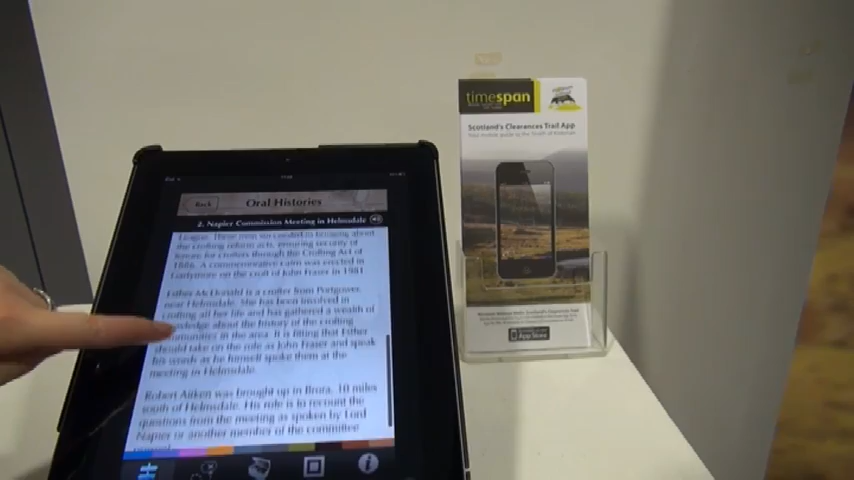 Back
Oral Histories
2. Napier Commission Meeting in Helmsdale
League. These men succeeded in bringing about
the crofting reform acts, ensuring security of
tenure for crofters through the Crofting Act of
1886. A commemorative cairn was erected in
Gartymore on the croft of John Fraser in 1981
Esther McDonald is a crofter from Portgower,
near Helmsdale. She has been involved in
crofting all her life and has gathered a wealth of
knowledge about the history of the crofting
communities in the area. It is fitting that Esther
should take on the role as John Fraser and speak
his words as he himself spoke them at the
meeting in Helmsdale.
Robert Aitken was brought up in Brora, 10 miles
south of Helmsdale. His role is to recount the
questions from the meeting as spoken by Lord
Napier or another member of the committee
timespan
Scotland's Clearances Trail App
App Store